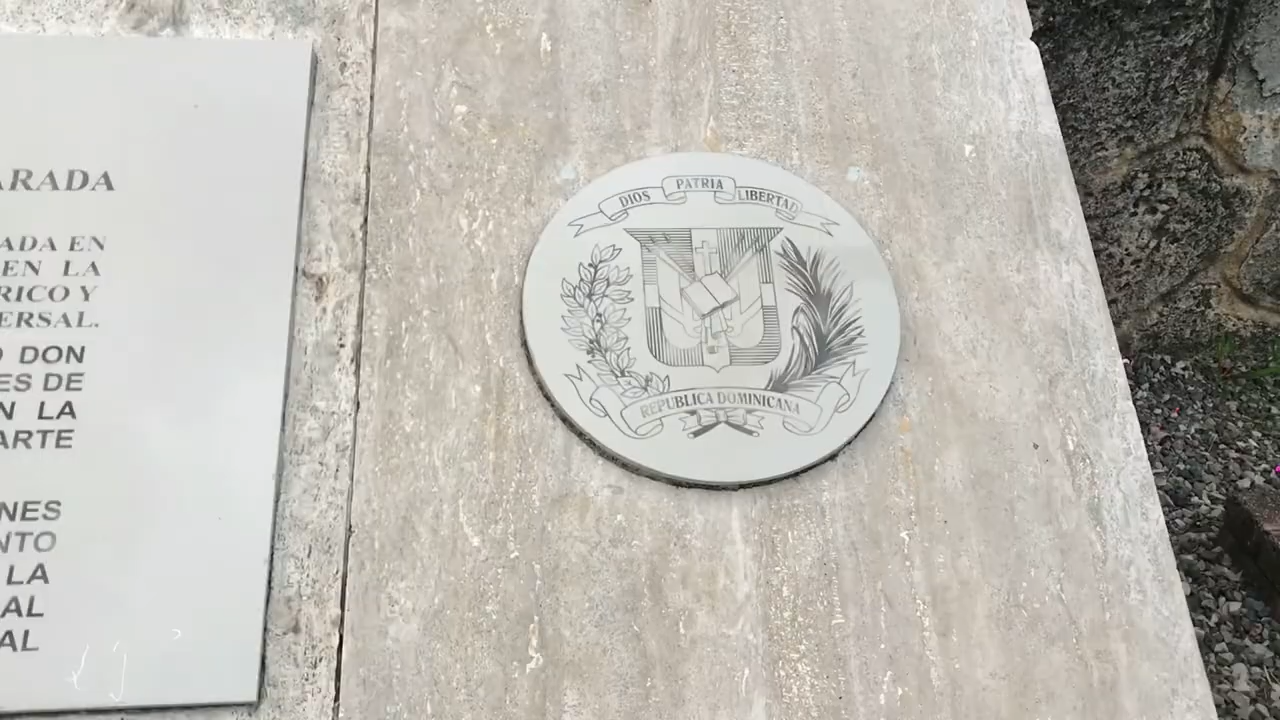 ARADA
ADA EN
EN LA
RICO Y
ERSAL.
O DON
ES DE
N LA
ARTE
NES
NTO
LA
AL
AL
DIOS PATRIA LIBERTAD
REPUBLICA DOMINICANA